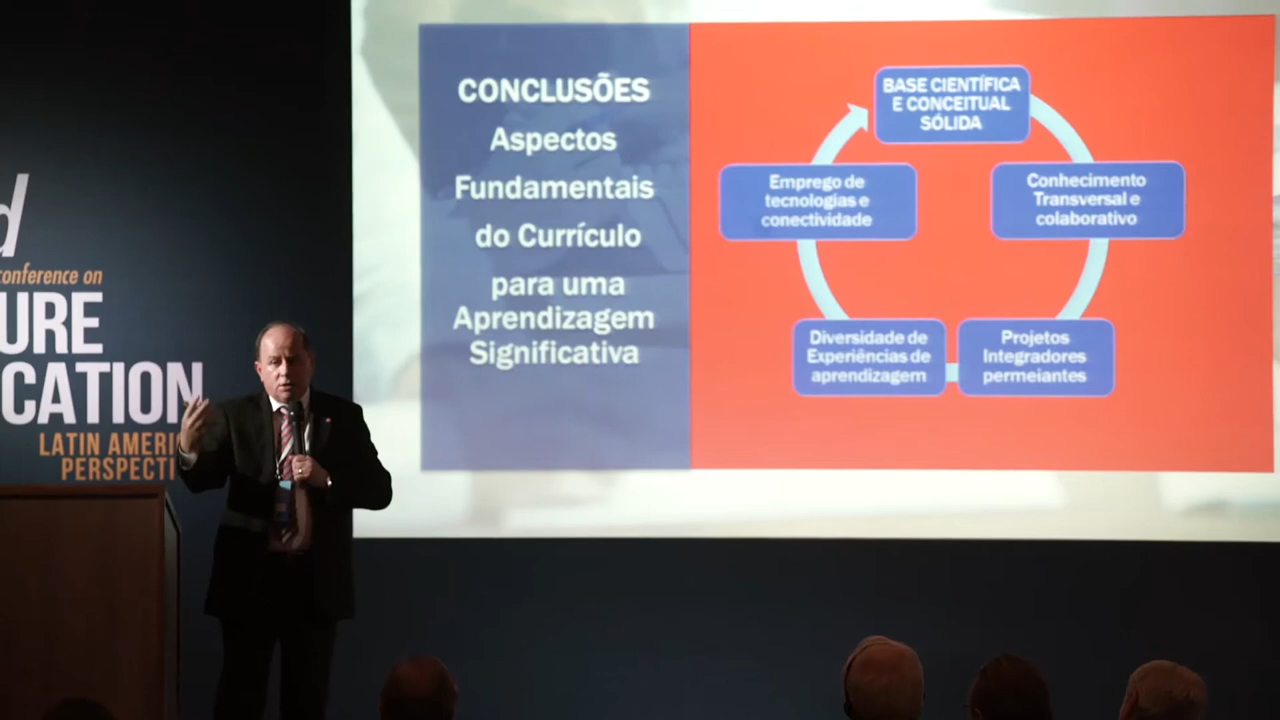 d
conference on
URE
CATION
LATIN AMERI
PERSPECTI
CONCLUSÕES
Aspectos
Fundamentais
do Currículo
para uma
Aprendizagem
Significativa
BASE CIENTÍFICA
E CONCEITUAL
SÓLIDA
Conhecimento
Transversal e
colaborativo
Projetos
Integradores
permeiantes
Diversidade de
Experiências de
aprendizagem
Emprego de
tecnologias e
conectividade